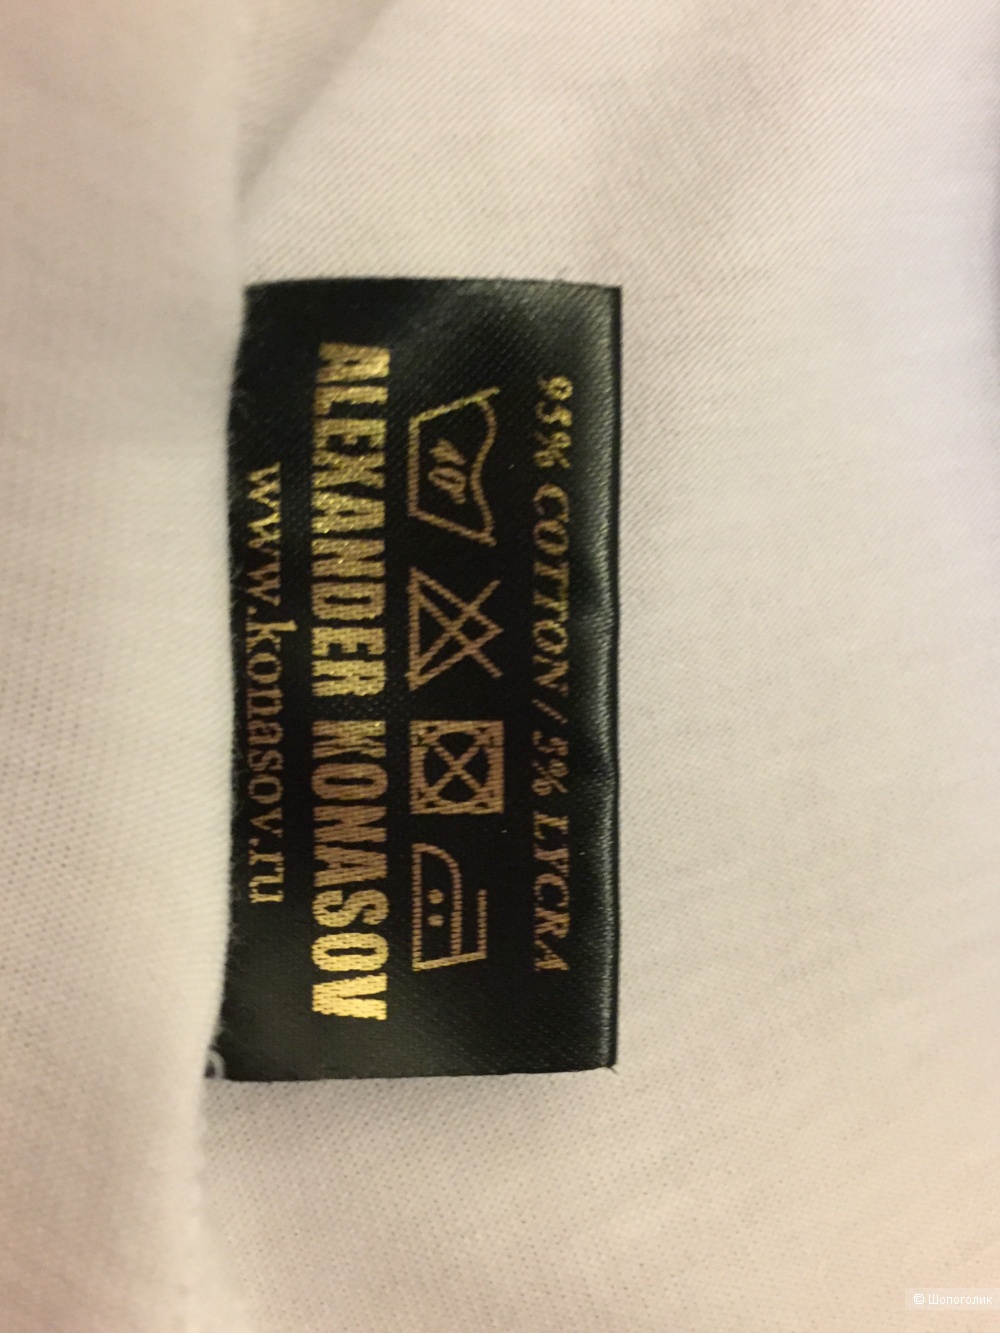 95% COTTON / 5% LYCRA
40°
ALEXANDER KONASOV
www.konasov.ru
© Шопоголик